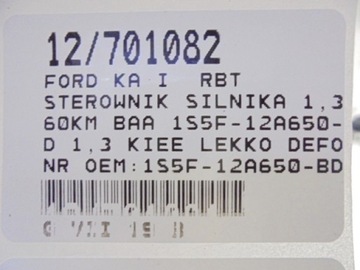 12/701082
FORD KA I RBT
STEROWNIK SILNIKA 1,3
60KM BAA 1S5F-12A650-
D 1,3 KIEE LEKKO DEFO
NR OEM:1S5F-12A650-BD